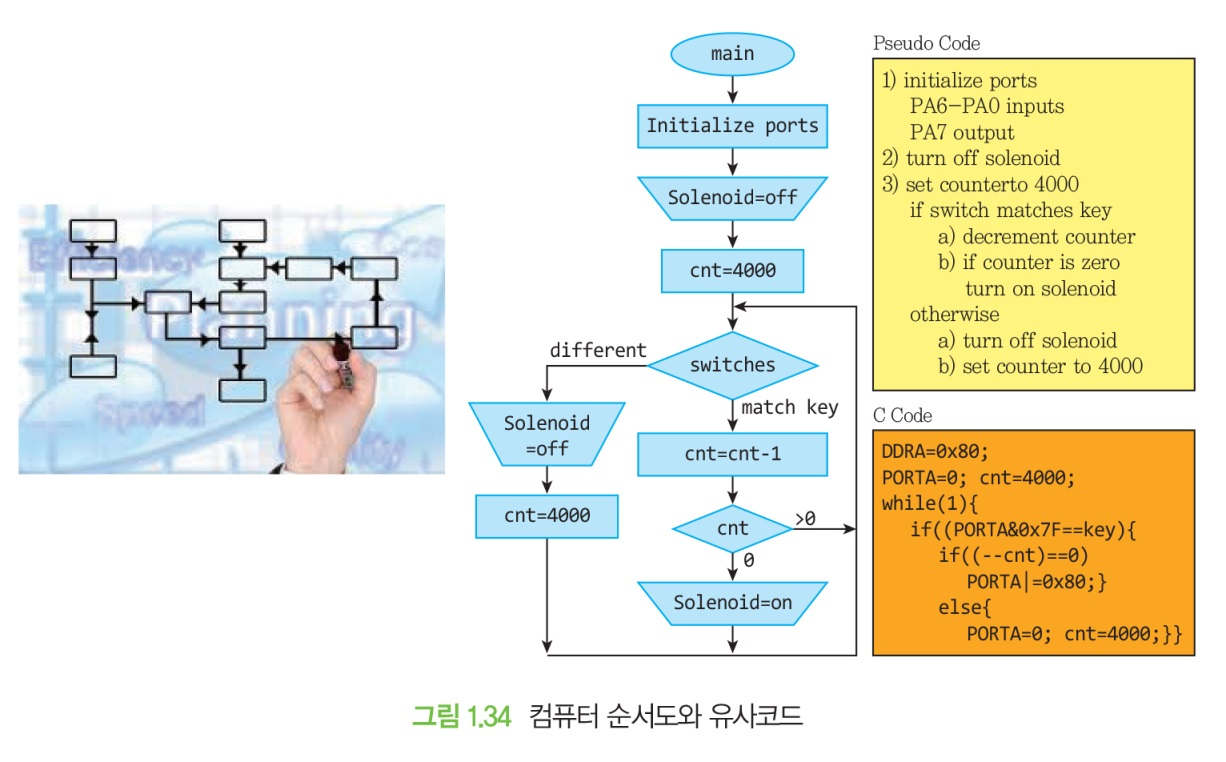 main
Initialize ports
Solenoid=off
cnt=4000
switches
different
match key
Solenoid
=off
cnt=4000
cnt=cnt-1
cnt
>0
0
Solenoid=on
Pseudo Code
1) initialize ports
PA6-PA0 inputs
PA7 output
2) turn off solenoid
3) set counterto 4000
if switch matches key
a) decrement counter
b) if counter is zero
turn on solenoid
otherwise
a) turn off solenoid
b) set counter to 4000
C Code
DDRA=0x80;
PORTA=0; cnt=4000;
while(1){
if((PORTA&0x7F==key){
if((--cnt)==0)
PORTA|=0x80;}
else{
PORTA=0; cnt=4000;}}
Efficiency
Planning
Speed
그림 1.34 컴퓨터 순서도와 유사코드